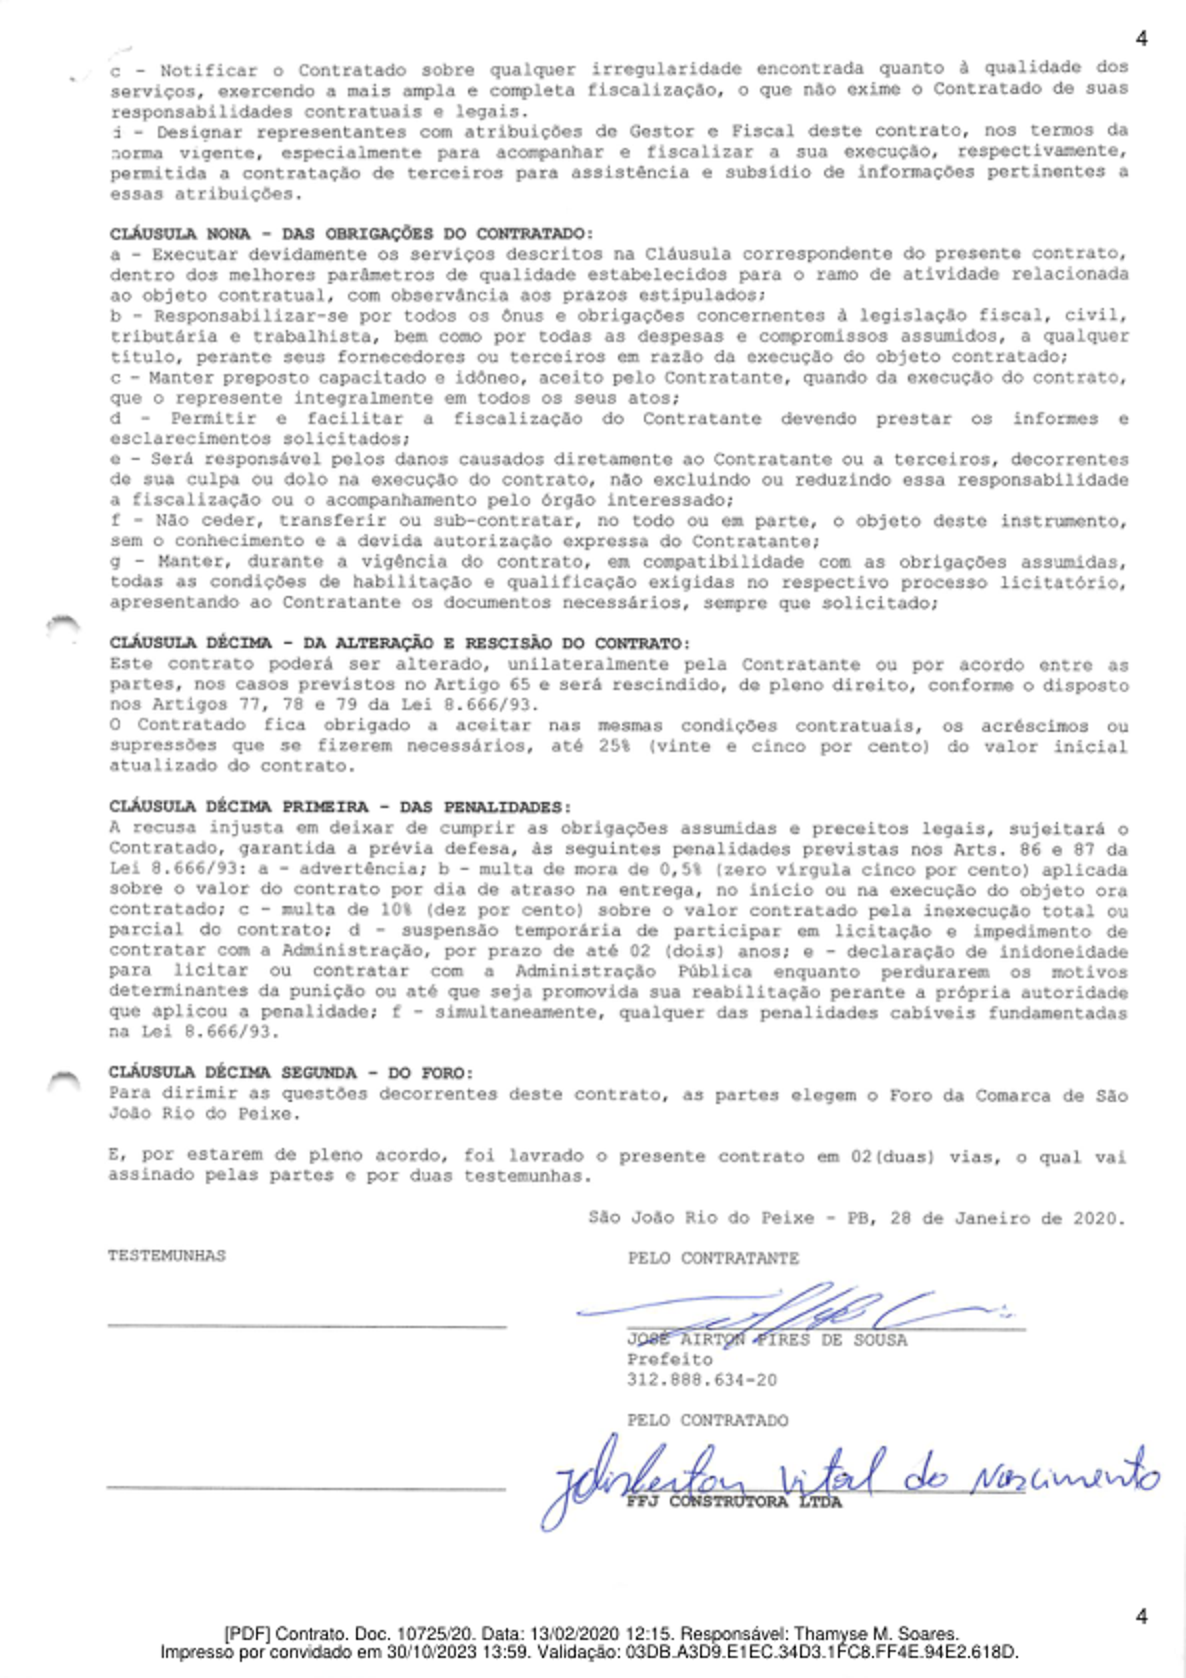 4
c - Notificar o Contratado sobre qualquer irregularidade encontrada quanto à qualidade dos
serviços, exercendo a mais ampla e completa fiscalização, o que não exime o Contratado de suas
responsabilidades contratuais e legais.
i - Designar representantes com atribuições de Gestor e Fiscal deste contrato, nos termos da
norma vigente, especialmente para acompanhar e fiscalizar a sua execução, respectivamente,
permitida a contratação de terceiros para assistência e subsídio de informações pertinentes a
essas atribuições.
CLÁUSULA NONA - DAS OBRIGAÇÕES DO CONTRATADO:
a - Executar devidamente os serviços descritos na Cláusula correspondente do presente contrato,
dentro dos melhores parâmetros de qualidade estabelecidos para o ramo de atividade relacionada
ao objeto contratual, com observância aos prazos estipulados;
b - Responsabilizar-se por todos os ônus e obrigações concernentes à legislação fiscal, civil,
tributária e trabalhista, bem como por todas as despesas e compromissos assumidos, a qualquer
título, perante seus fornecedores ou terceiros em razão da execução do objeto contratado;
c - Manter preposto capacitado e idôneo, aceito pelo Contratante, quando da execução do contrato,
que o represente integralmente em todos os seus atos;
d - Permitir e facilitar a fiscalização do Contratante devendo prestar os informes e
esclarecimentos solicitados;
e - Será responsável pelos danos causados diretamente ao Contratante ou a terceiros, decorrentes
de sua culpa ou dolo na execução do contrato, não excluindo ou reduzindo essa responsabilidade
a fiscalização ou o acompanhamento pelo órgão interessado;
f - Não ceder, transferir ou sub-contratar, no todo ou em parte, o objeto deste instrumento,
sem o conhecimento e a devida autorização expressa do Contratante;
g - Manter, durante a vigência do contrato, em compatibilidade com as obrigações assumidas,
todas as condições de habilitação e qualificação exigidas no respectivo processo licitatório,
apresentando ao Contratante os documentos necessários, sempre que solicitado;
CLÁUSULA DÉCIMA - DA ALTERAÇÃO E RESCISÃO DO CONTRATO:
Este contrato poderá ser alterado, unilateralmente pela Contratante ou por acordo entre as
partes, nos casos previstos no Artigo 65 e será rescindido, de pleno direito, conforme o disposto
nos Artigos 77, 78 e 79 da Lei 8.666/93.
O Contratado fica obrigado a aceitar nas mesmas condições contratuais, os acréscimos ou
supressões que se fizerem necessários, até 25% (vinte e cinco por cento) do valor inicial
atualizado do contrato.
CLÁUSULA DÉCIMA PRIMEIRA - DAS PENALIDADES:
A recusa injusta em deixar de cumprir as obrigações assumidas e preceitos legais, sujeitará o
Contratado, garantida a prévia defesa, às seguintes penalidades previstas nos Arts. 86 e 87 da
Lei 8.666/93: a - advertência; b - multa de mora de 0,5% (zero vírgula cinco por cento) aplicada
sobre o valor do contrato por dia de atraso na entrega, no início ou na execução do objeto ora
contratado; c - multa de 10% (dez por cento) sobre o valor contratado pela inexecução total ou
parcial do contrato; d - suspensão temporária de participar em licitação e impedimento de
contratar com a Administração, por prazo de até 02 (dois) anos; e - declaração de inidoneidade
para licitar ou contratar com a Administração Pública enquanto perdurarem os motivos
determinantes da punição ou até que seja promovida sua reabilitação perante a própria autoridade
que aplicou a penalidade; f - simultaneamente, qualquer das penalidades cabíveis fundamentadas
na Lei 8.666/93.
CLÁUSULA DÉCIMA SEGUNDA - DO FORO:
Para dirimir as questões decorrentes deste contrato, as partes elegem o Foro da Comarca de São
João Rio do Peixe.
E, por estarem de pleno acordo, foi lavrado o presente contrato em 02(duas) vias, o qual vai
assinado pelas partes e por duas testemunhas.
São João Rio do Peixe - PB, 28 de Janeiro de 2020.
TESTEMUNHAS
PELO CONTRATANTE
JOSÉ AIRTON PIRES DE SOUSA
Prefeito
312.888.634-20
PELO CONTRATADO
Vital do Nascimento
FFJ CONSTRUTORA LTDA
4
[PDF] Contrato. Doc. 10725/20. Data: 13/02/2020 12:15. Responsável: Thamyse M. Soares.
Impresso por convidado em 30/10/2023 13:59. Validação: 03DB.A3D9.E1EC.34D3.1FC8.FF4E.94E2.618D.